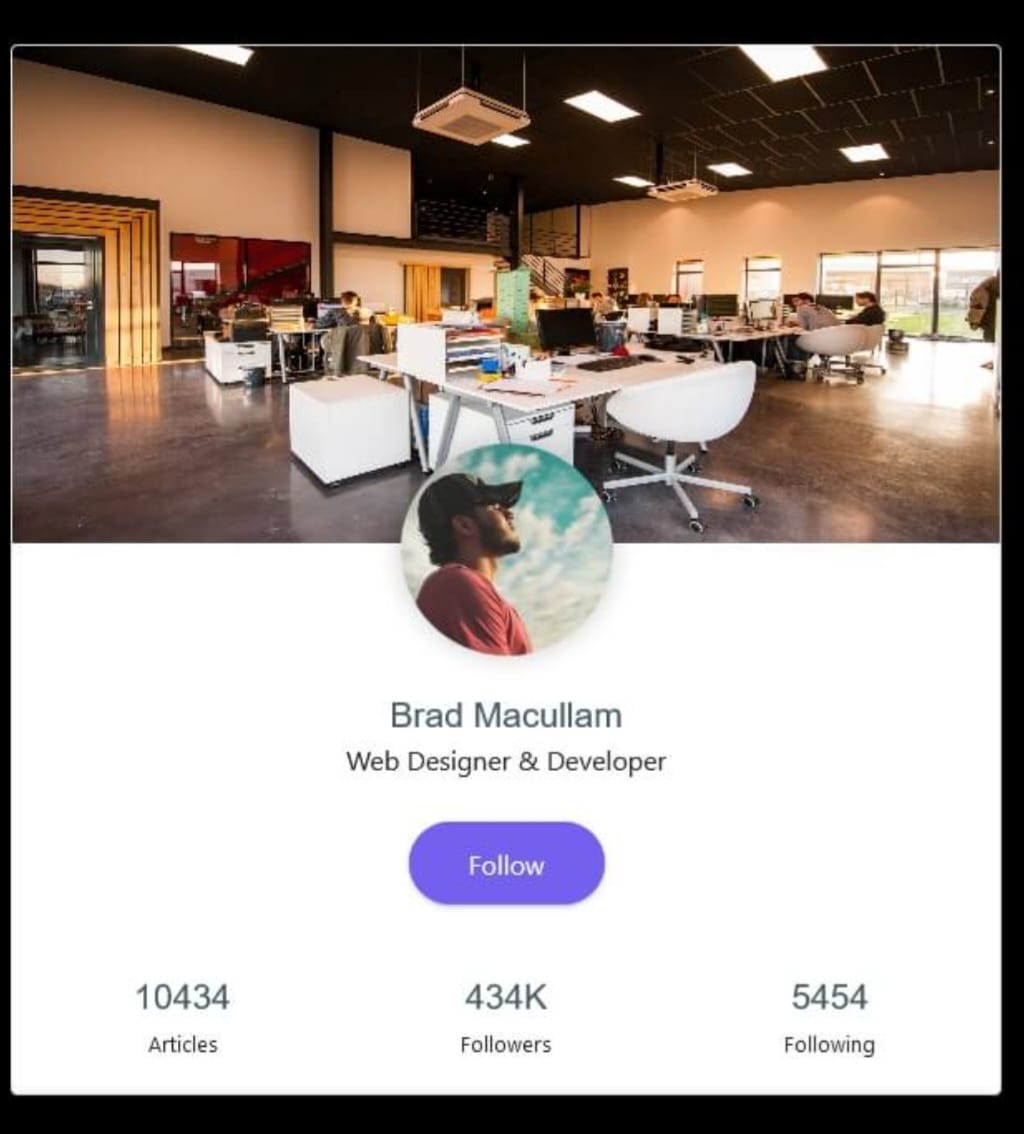 Brad Macullam
Web Designer & Developer
Follow
10434 434K 5454
Articles Followers Following